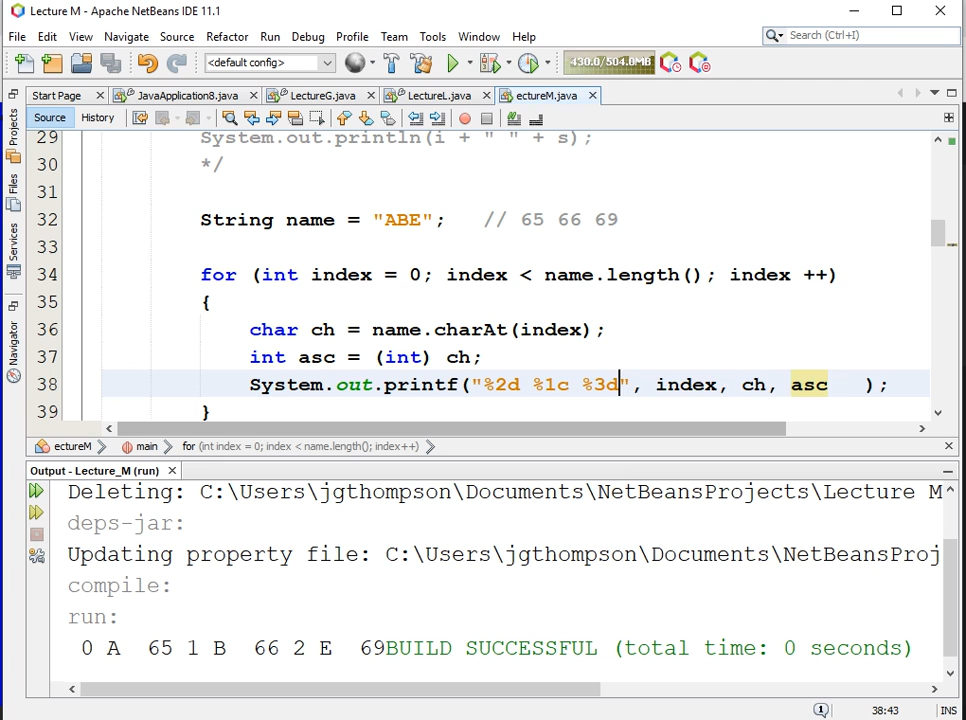 Lecture M - Apache NetBeans IDE 11.1
File Edit View Navigate Source Refactor Run Debug Profile Team Tools Window Help
Search (Ctrl+I)
<default config>
430.0/504.0MB
Start Page JavaApplication8.java LectureG.java LectureL.java ectureM.java
Source History
Projects
Files
Services
Navigator
29 System.out.println(i + " " + s);
30 */
31
32 String name = "ABE"; // 65 66 69
33
34 for (int index = 0; index < name.length(); index ++)
35 {
36 char ch = name.charAt(index);
37 int asc = (int) ch;
38 System.out.printf("%2d %1c %3d", index, ch, asc );
39 }
ectureM main for (int index = 0; index < name.length(); index++)
Output - Lecture_M (run)
Deleting: C:\Users\jgthompson\Documents\NetBeansProjects\Lecture M
deps-jar:
Updating property file: C:\Users\jgthompson\Documents\NetBeansProj
compile:
run:
0 A 65 1 B 66 2 E 69BUILD SUCCESSFUL (total time: 0 seconds)
1 38:43 INS